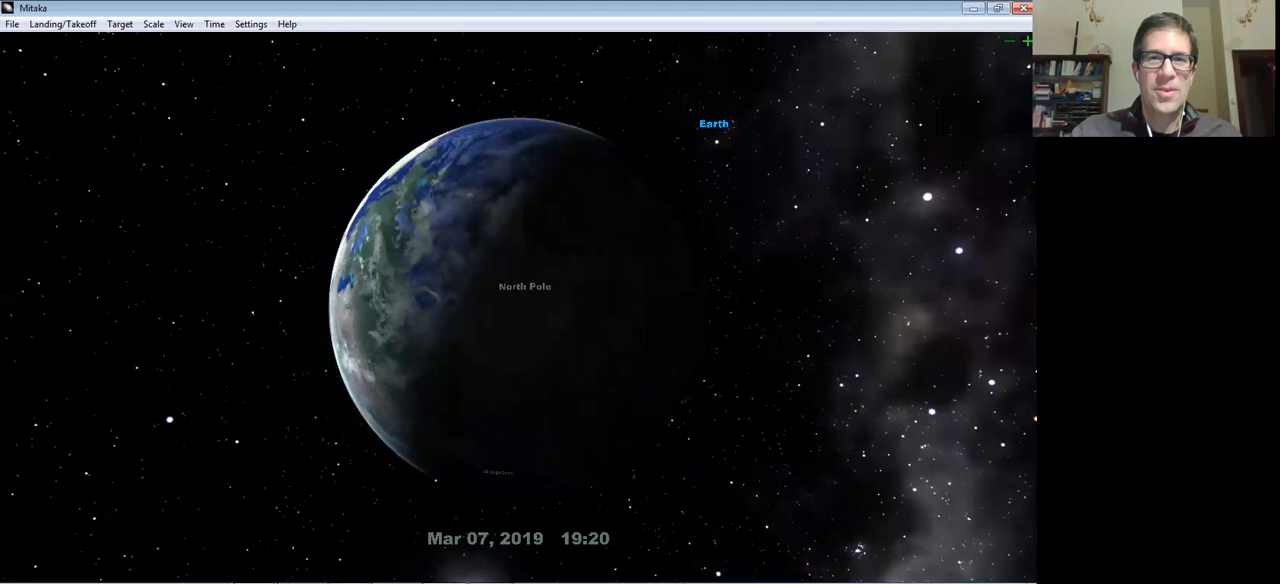 Mitaka
File Landing/Takeoff Target Scale View Time Settings Help
Earth
North Pole
Mar 07, 2019 19:20